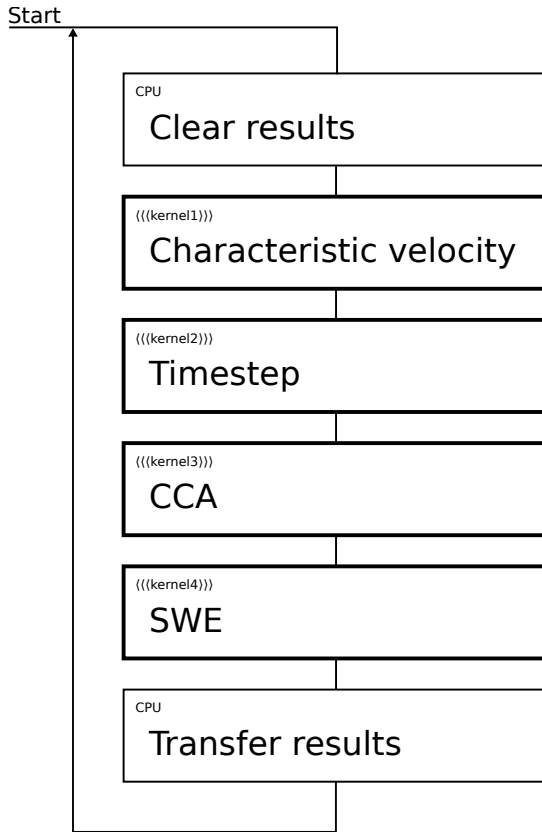 Start
CPU
Clear results
⟨⟨⟨kernel1⟩⟩⟩
Characteristic velocity
⟨⟨⟨kernel2⟩⟩⟩
Timestep
⟨⟨⟨kernel3⟩⟩⟩
CCA
⟨⟨⟨kernel4⟩⟩⟩
SWE
CPU
Transfer results